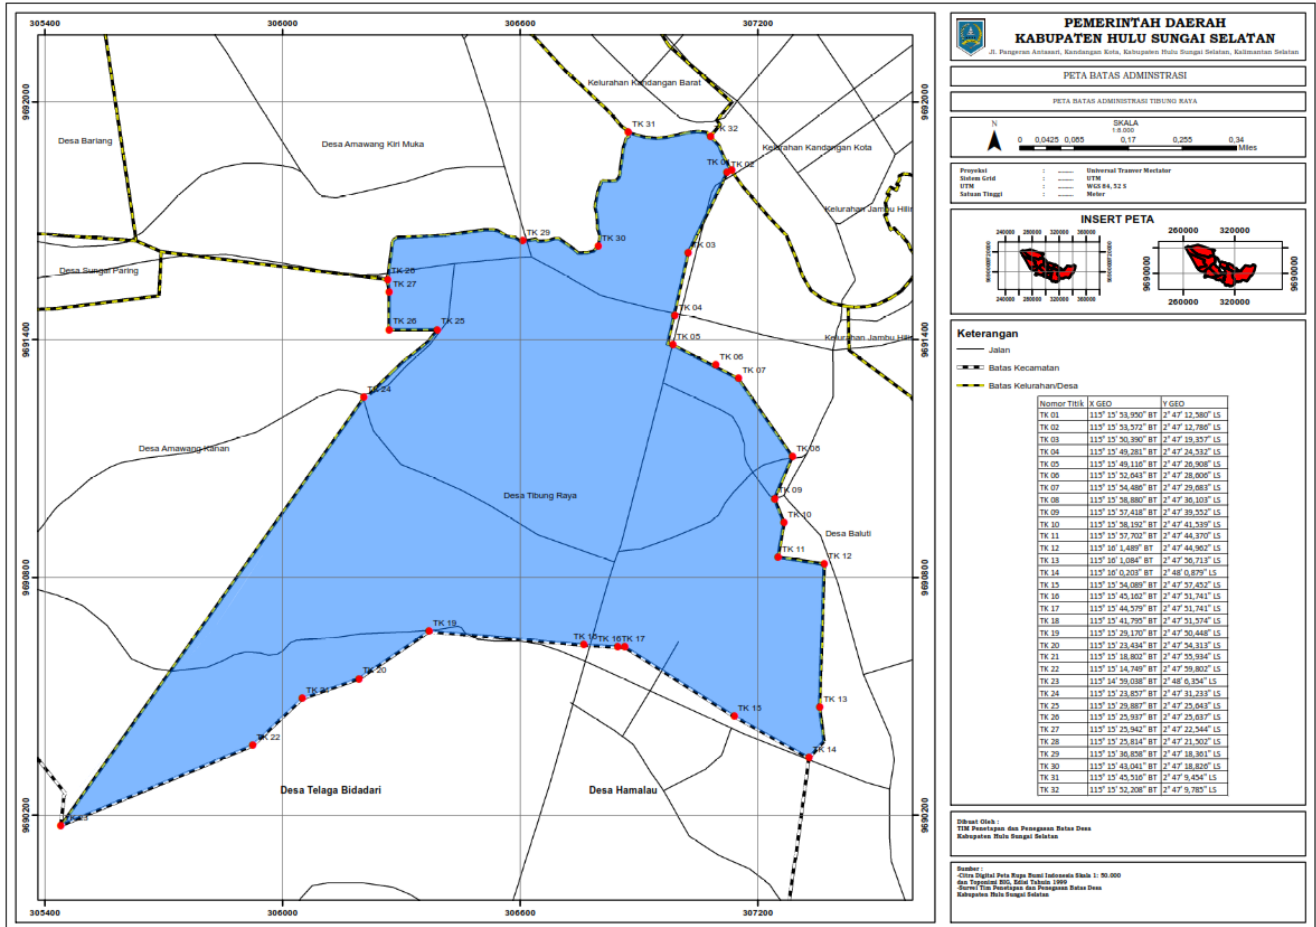 305400 306000 306600 307200
9692000
9691400
9690800
9690200
9692000
9691400
9690800
9690200
305400 306000 306600 307200
Kelurahan Kandangan Barat
TK 31
TK 32
Desa Bariang
Desa Amawang Kiri Muka
Kelurahan Kandangan Kota
TK 02
TK 29
TK 30
TK 03
Desa Sungai Paring
TK 28
TK 27
TK 26
TK 25
TK 04
TK 05
TK 06
TK 07
TK 24
Desa Amawang Kanan
TK 08
Desa Tibung Raya
TK 09
TK 10
Desa Baluti
TK 11
TK 12
TK 19
TK 16
TK 17
TK 20
TK 13
TK 15
TK 22
TK 14
Desa Telaga Bidadari
Desa Hamalau
PEMERINTAH DAERAH
KABUPATEN HULU SUNGAI SELATAN
Jl. Pangeran Antasari, Kandangan Kota, Kabupaten Hulu Sungai Selatan, Kalimantan Selatan
PETA BATAS ADMINSTRASI
PETA BATAS ADMINISTRASI TIBUNG RAYA
N
SKALA
1:6.000
0 0,0425 0,085 0,17 0,255 0,34
Miles
Proyeksi : ........ Universal Tranver Mectator
Sistem Grid : ........ UTM
UTM : ........ WGS 84, 52 S
Satuan Tinggi : ........ Meter
INSERT PETA
240000 280000 320000 360000
240000 280000 320000 360000
260000 320000
9690000
9690000
260000 320000
Keterangan
Jalan
Batas Kecamatan
Batas Kelurahan/Desa
Nomor Titik X GEO Y GEO
TK 01 115° 15' 53,950" BT 2° 47' 12,580" LS
TK 02 115° 15' 53,572" BT 2° 47' 12,786" LS
TK 03 115° 15' 50,390" BT 2° 47' 19,357" LS
TK 04 115° 15' 49,281" BT 2° 47' 24,532" LS
TK 05 115° 15' 49,116" BT 2° 47' 26,908" LS
TK 06 115° 15' 52,643" BT 2° 47' 28,606" LS
TK 07 115° 15' 54,486" BT 2° 47' 29,683" LS
TK 08 115° 15' 58,880" BT 2° 47' 36,103" LS
TK 09 115° 15' 57,418" BT 2° 47' 39,552" LS
TK 10 115° 15' 58,192" BT 2° 47' 41,539" LS
TK 11 115° 15' 57,702" BT 2° 47' 44,370" LS
TK 12 115° 16' 1,489" BT 2° 47' 44,962" LS
TK 13 115° 16' 1,084" BT 2° 47' 56,713" LS
TK 14 115° 16' 0,203" BT 2° 48' 0,879" LS
TK 15 115° 15' 54,089" BT 2° 47' 57,452" LS
TK 16 115° 15' 45,162" BT 2° 47' 51,741" LS
TK 17 115° 15' 44,579" BT 2° 47' 51,741" LS
TK 18 115° 15' 41,795" BT 2° 47' 51,574" LS
TK 19 115° 15' 29,170" BT 2° 47' 50,448" LS
TK 20 115° 15' 23,434" BT 2° 47' 54,313" LS
TK 21 115° 15' 18,802" BT 2° 47' 55,934" LS
TK 22 115° 15' 14,749" BT 2° 47' 59,802" LS
TK 23 115° 14' 59,038" BT 2° 48' 6,354" LS
TK 24 115° 15' 23,857" BT 2° 47' 31,233" LS
TK 25 115° 15' 29,887" BT 2° 47' 25,643" LS
TK 26 115° 15' 25,937" BT 2° 47' 25,637" LS
TK 27 115° 15' 25,942" BT 2° 47' 22,544" LS
TK 28 115° 15' 25,814" BT 2° 47' 21,502" LS
TK 29 115° 15' 36,858" BT 2° 47' 18,361" LS
TK 30 115° 15' 43,041" BT 2° 47' 18,826" LS
TK 31 115° 15' 45,516" BT 2° 47' 9,454" LS
TK 32 115° 15' 52,208" BT 2° 47' 9,785" LS
Dibuat Oleh :
TIM Penetapan dan Penegasan Batas Desa
Kabupaten Hulu Sungai Selatan
Sumber :
-Citra Digital Peta Rupa Bumi Indonesia Skala 1: 50.000
dan Toponimi BIG, Edisi Tahuin 1999
-Survei Tim Penetapan dan Penegasan Batas Desa
Kabupaten Hulu Sungai Selatan